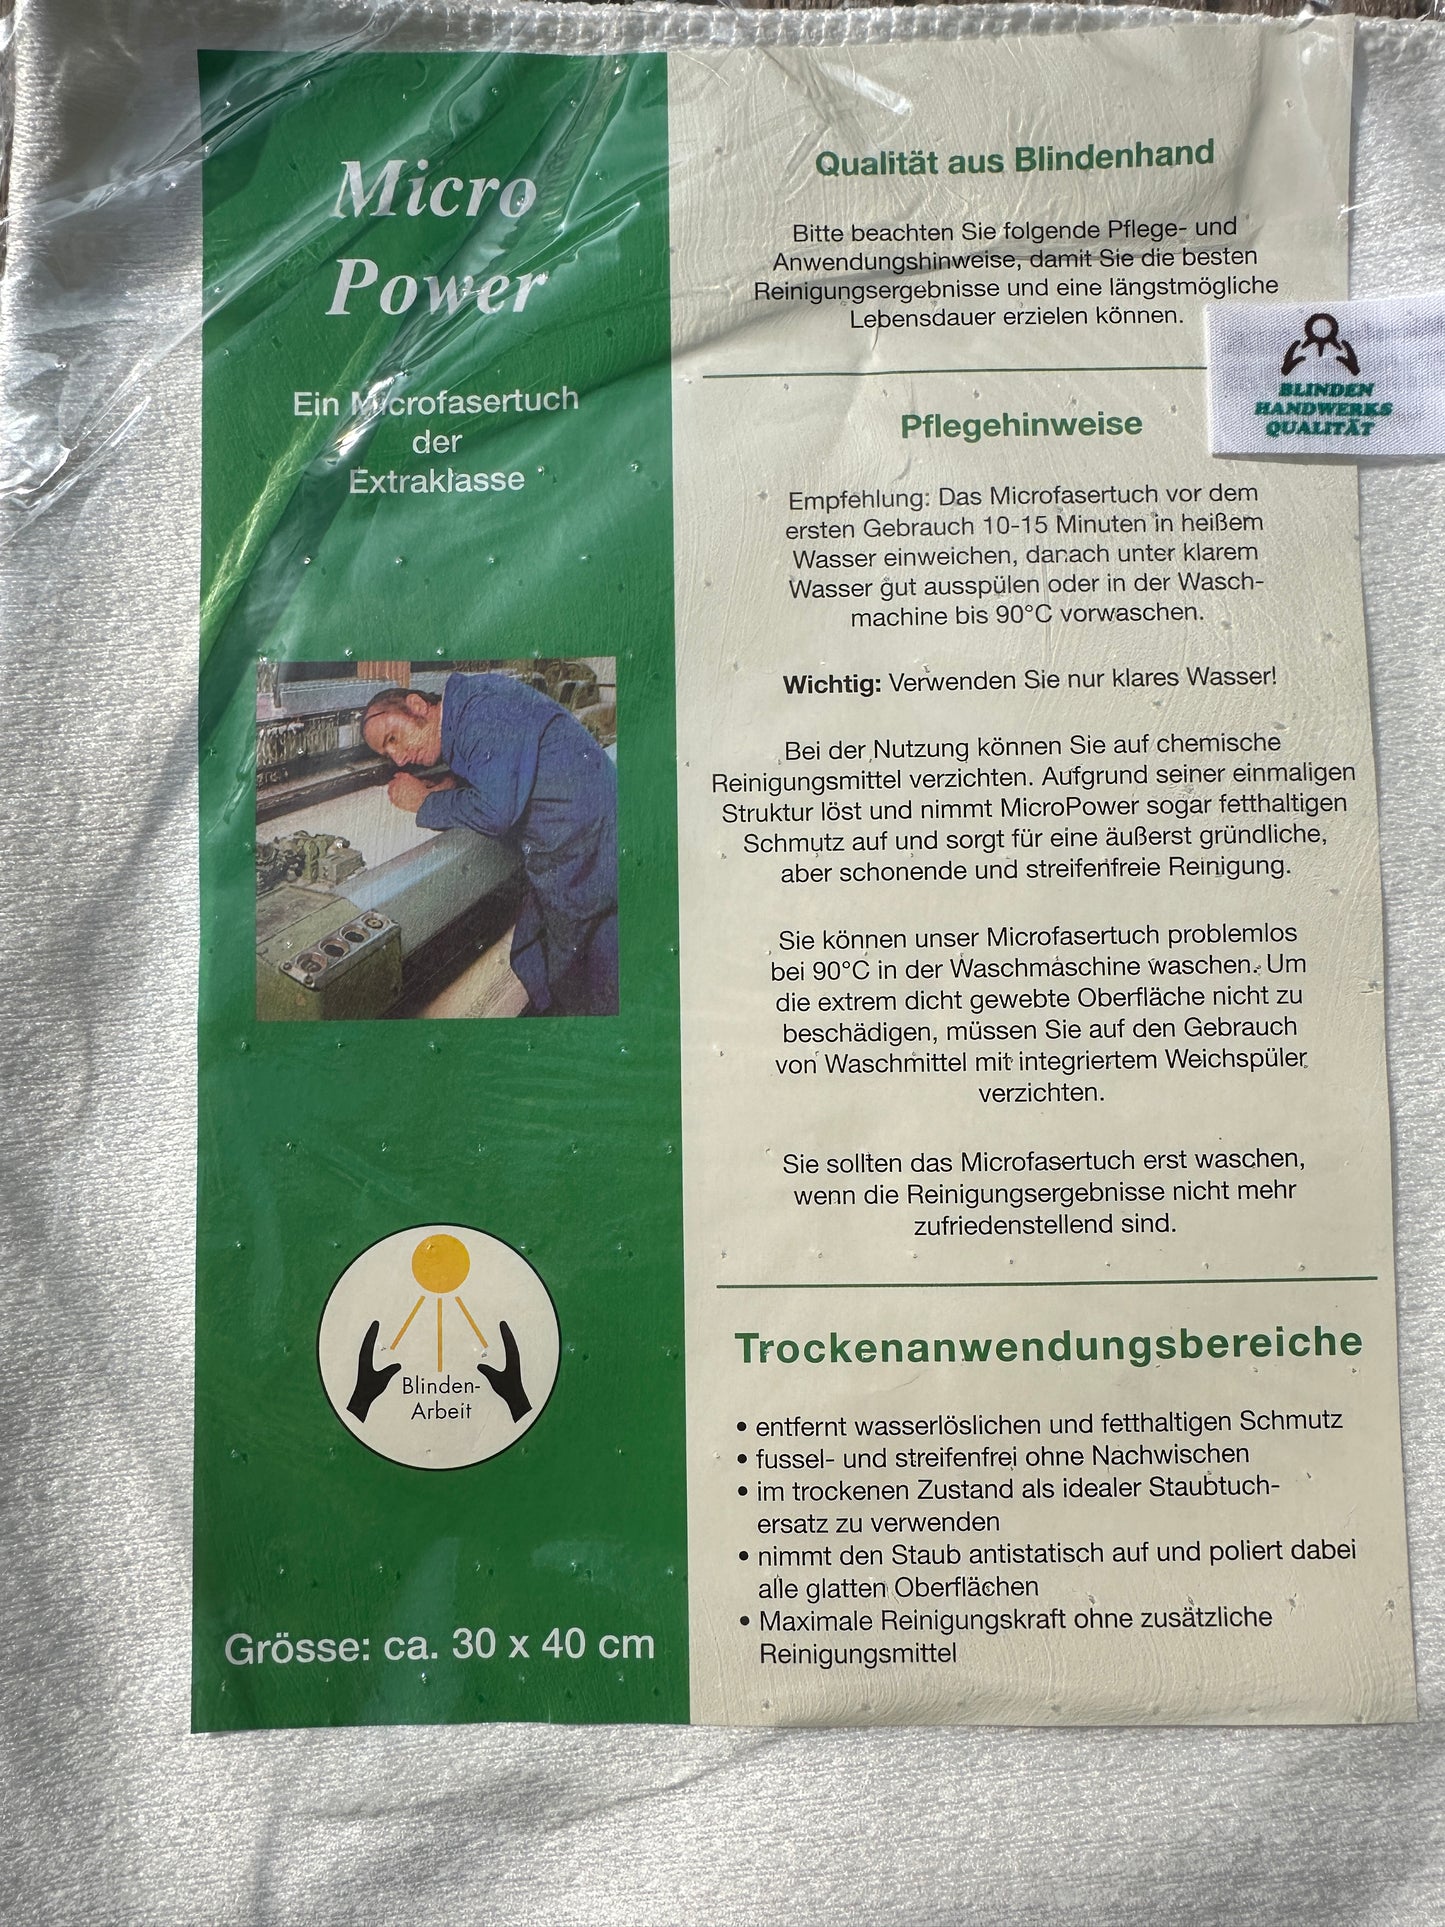 Micro
Power
Ein Microfasertuch
der
Extraklasse
Blinden-
Arbeit
Grösse: ca. 30 x 40 cm
Qualität aus Blindenhand
Bitte beachten Sie folgende Pflege- und
Anwendungshinweise, damit Sie die besten
Reinigungsergebnisse und eine längstmögliche
Lebensdauer erzielen können.
BLINDEN
HANDWERKS
QUALITÄT
Pflegehinweise
Empfehlung: Das Microfasertuch vor dem
ersten Gebrauch 10-15 Minuten in heißem
Wasser einweichen, danach unter klarem
Wasser gut ausspülen oder in der Wasch-
machine bis 90°C vorwaschen.
Wichtig: Verwenden Sie nur klares Wasser!
Bei der Nutzung können Sie auf chemische
Reinigungsmittel verzichten. Aufgrund seiner einmaligen
Struktur löst und nimmt MicroPower sogar fetthaltigen
Schmutz auf und sorgt für eine äußerst gründliche,
aber schonende und streifenfreie Reinigung.
Sie können unser Microfasertuch problemlos
bei 90°C in der Waschmaschine waschen. Um
die extrem dicht gewebte Oberfläche nicht zu
beschädigen, müssen Sie auf den Gebrauch
von Waschmittel mit integriertem Weichspüler
verzichten.
Sie sollten das Microfasertuch erst waschen,
wenn die Reinigungsergebnisse nicht mehr
zufriedenstellend sind.
Trockenanwendungsbereiche
• entfernt wasserlöslichen und fetthaltigen Schmutz
• fussel- und streifenfrei ohne Nachwischen
• im trockenen Zustand als idealer Staubtuch-
ersatz zu verwenden
• nimmt den Staub antistatisch auf und poliert dabei
alle glatten Oberflächen
• Maximale Reinigungskraft ohne zusätzliche
Reinigungsmittel